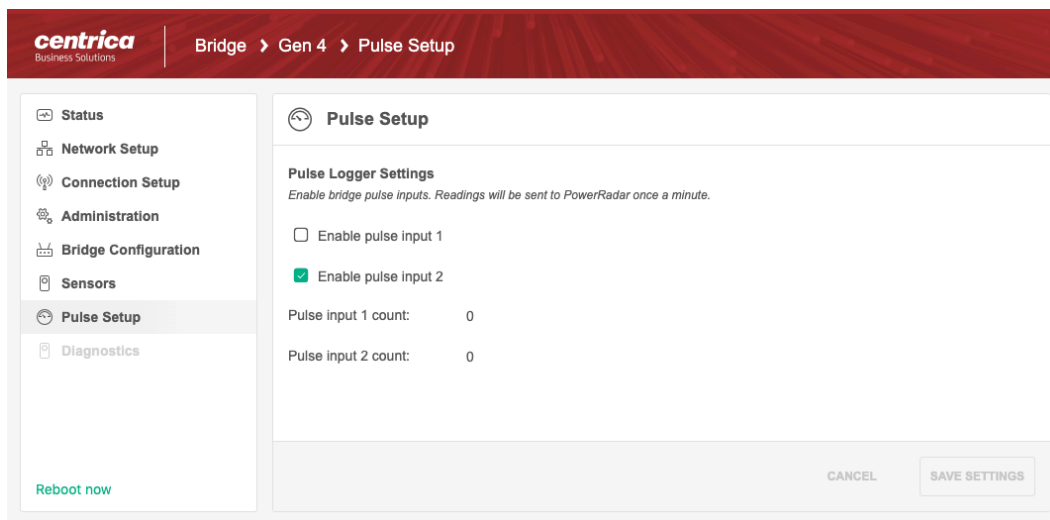 centrica
Business Solutions
Bridge > Gen 4 > Pulse Setup
Status
Network Setup
Connection Setup
Administration
Bridge Configuration
Sensors
Pulse Setup
Diagnostics
Reboot now
Pulse Setup
Pulse Logger Settings
Enable bridge pulse inputs. Readings will be sent to PowerRadar once a minute.
Enable pulse input 1
Enable pulse input 2
Pulse input 1 count: 0
Pulse input 2 count: 0
CANCEL SAVE SETTINGS